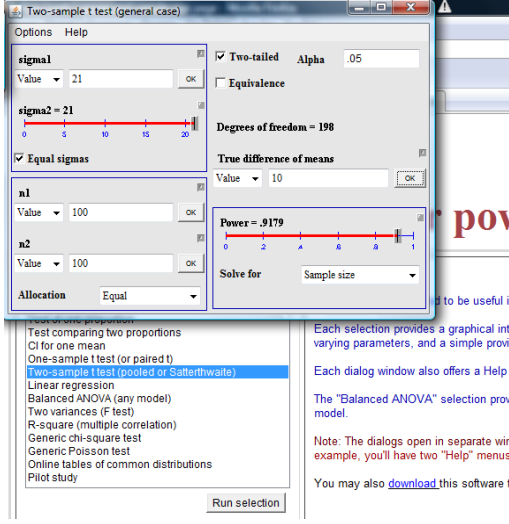 Two-sample t test (general case)
Options Help
sigma1
Value 21 OK
sigma2 = 21
0 5 10 15 20
Equal sigmas
n1
Value 100 OK
n2
Value 100 OK
Allocation Equal
Two-tailed Alpha .05
Equivalence
Degrees of freedom = 198
True difference of means
Value 10 OK
Power = .9179
0 .2 .4 .6 .8 1
Solve for Sample size
r pow
Test of one proportion
Test comparing two proportions
CI for one mean
One-sample t test (or paired t)
Two-sample t test (pooled or Satterthwaite)
Linear regression
Balanced ANOVA (any model)
Two variances (F test)
R-square (multiple correlation)
Generic chi-square test
Generic Poisson test
Online tables of common distributions
Pilot study
Run selection
d to be useful i
Each selection provides a graphical int
varying parameters, and a simple provi
Each dialog window also offers a Help
The "Balanced ANOVA" selection prov
model.
Note: The dialogs open in separate wi
example, you'll have two "Help" menus
You may also download this software t